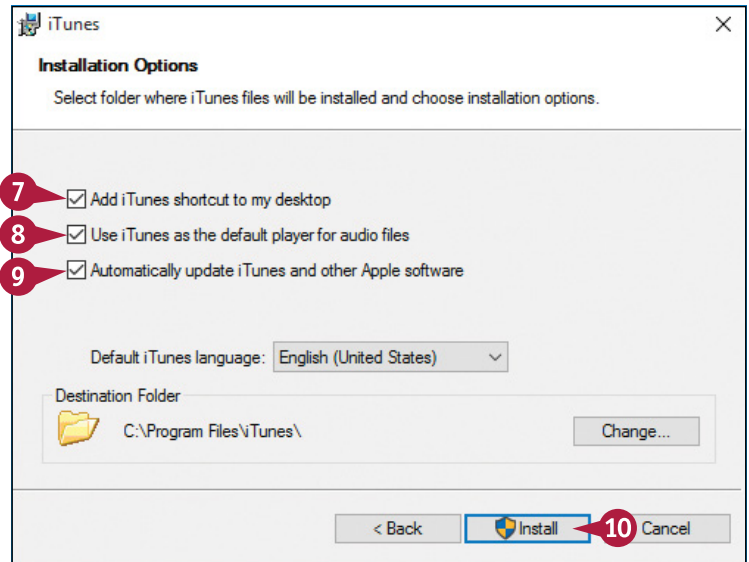 iTunes
Installation Options
Select folder where iTunes files will be installed and choose installation options.
7 Add iTunes shortcut to my desktop
8 Use iTunes as the default player for audio files
9 Automatically update iTunes and other Apple software
Default iTunes language: English (United States)
Destination Folder
C:\Program Files\iTunes\ Change...
< Back Install 10 Cancel